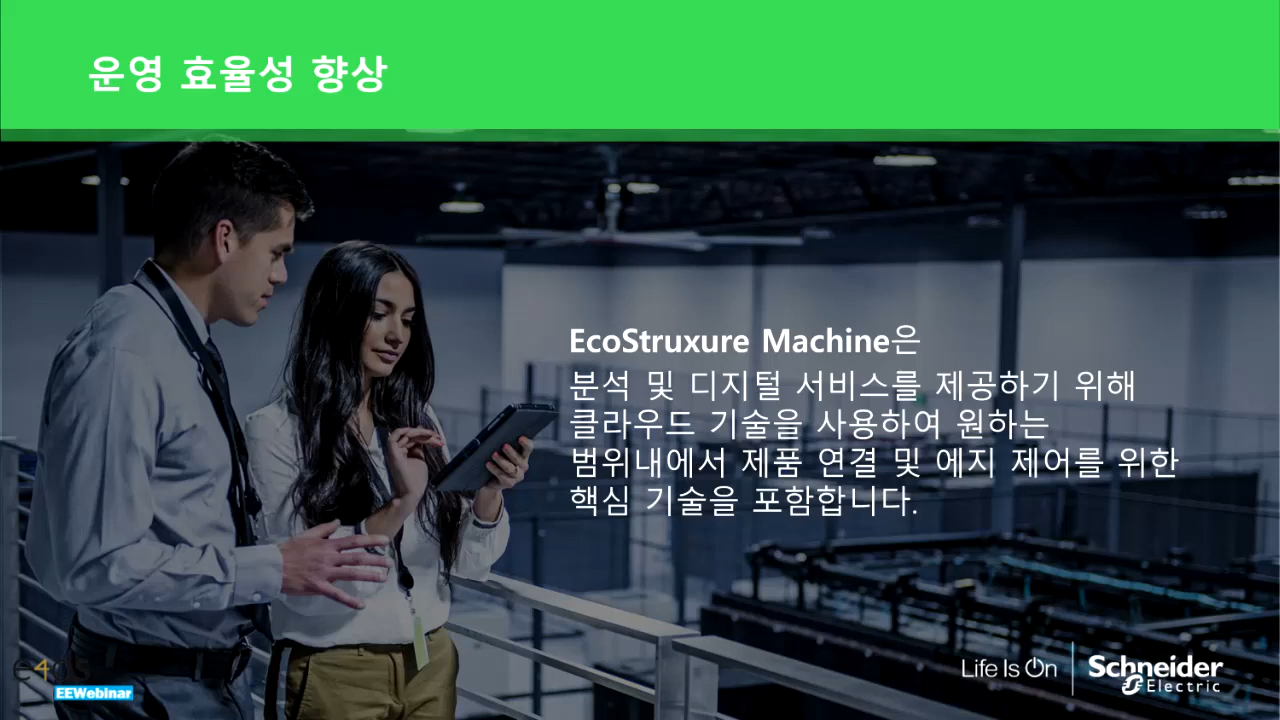 운영 효율성 향상
EcoStruxure Machine은
분석 및 디지털 서비스를 제공하기 위해
클라우드 기술을 사용하여 원하는
범위내에서 제품 연결 및 에지 제어를 위한
핵심 기술을 포함합니다.
e4ds
EEWebinar
Life Is On
Schneider
Electric